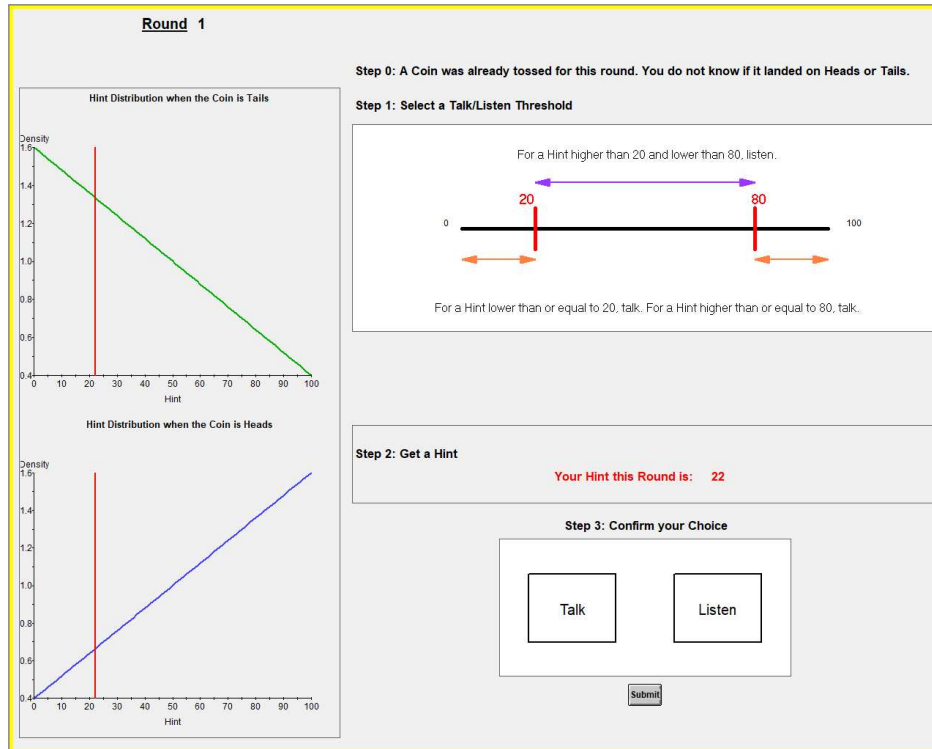 Round 1
Step 0: A Coin was already tossed for this round. You do not know if it landed on Heads or Tails.
Step 1: Select a Talk/Listen Threshold
Hint Distribution when the Coin is Tails
Density
1.6
1.4
1.2
1.0
0.8
0.6
0.4
0 10 20 30 40 50 60 70 80 90 100
Hint
For a Hint higher than 20 and lower than 80, listen.
20 80
0 100
For a Hint lower than or equal to 20, talk. For a Hint higher than or equal to 80, talk.
Hint Distribution when the Coin is Heads
Density
1.6
1.4
1.2
1.0
0.8
0.6
0.4
0 10 20 30 40 50 60 70 80 90 100
Hint
Step 2: Get a Hint
Your Hint this Round is: 22
Step 3: Confirm your Choice
Talk Listen
Submit